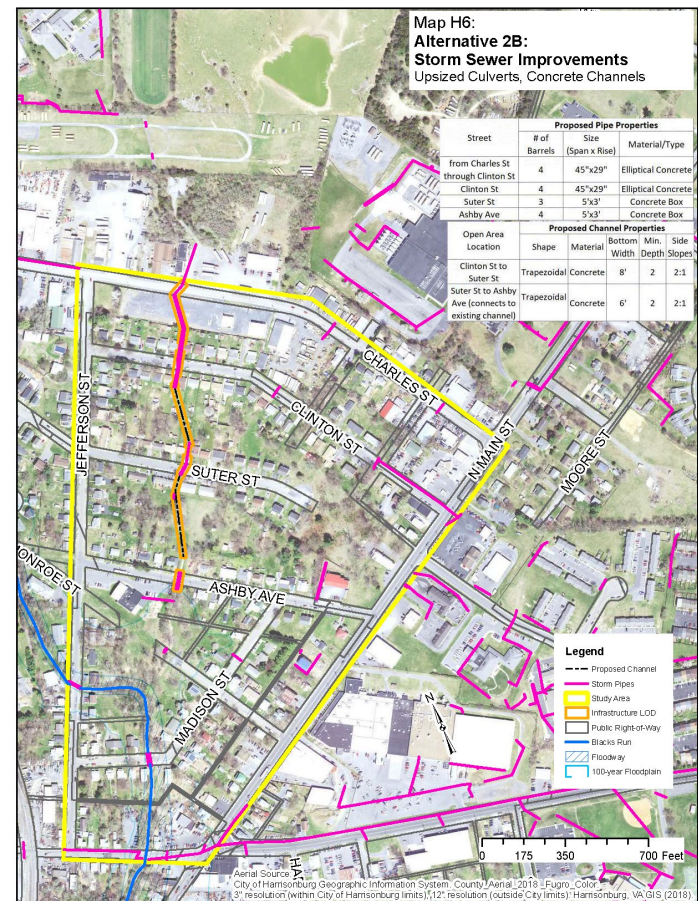 Map H6:
Alternative 2B:
Storm Sewer Improvements
Upsized Culverts, Concrete Channels
Street
Proposed Pipe Properties
# of Barrels
Size (Span x Rise)
Material/Type
from Charles St through Clinton St 4 45"x29" Elliptical Concrete
Clinton St 4 45"x29" Elliptical Concrete
Suter St 3 5'x3' Concrete Box
Ashby Ave 4 5'x3' Concrete Box
Open Area Location
Proposed Channel Properties
Shape
Material
Bottom Width
Min. Depth
Side Slopes
Clinton St to Suter St Trapezoidal Concrete 8' 2 2:1
Suter St to Ashby Ave (connects to existing channel) Trapezoidal Concrete 6' 2 2:1
CHARLES ST
JEFFERSON ST
CLINTON ST
N MAIN ST
MOORE ST
SUTER ST
ONROE ST
ASHBY AVE
MADISON ST
N
Legend
Proposed Channel
Storm Pipes
Study Area
Infrastructure LOD
Public Right-of-Way
Blacks Run
Floodway
100-year Floodplain
0 175 350 700 Feet
HAR
Aerial Source:
City of Harrisonburg Geographic Information System, County_Aerial_2018_Fugro_Color_
3" resolution (within City of Harrisonburg limits), 12" resolution (outside City limits). Harrisonburg, VA GIS (2018)